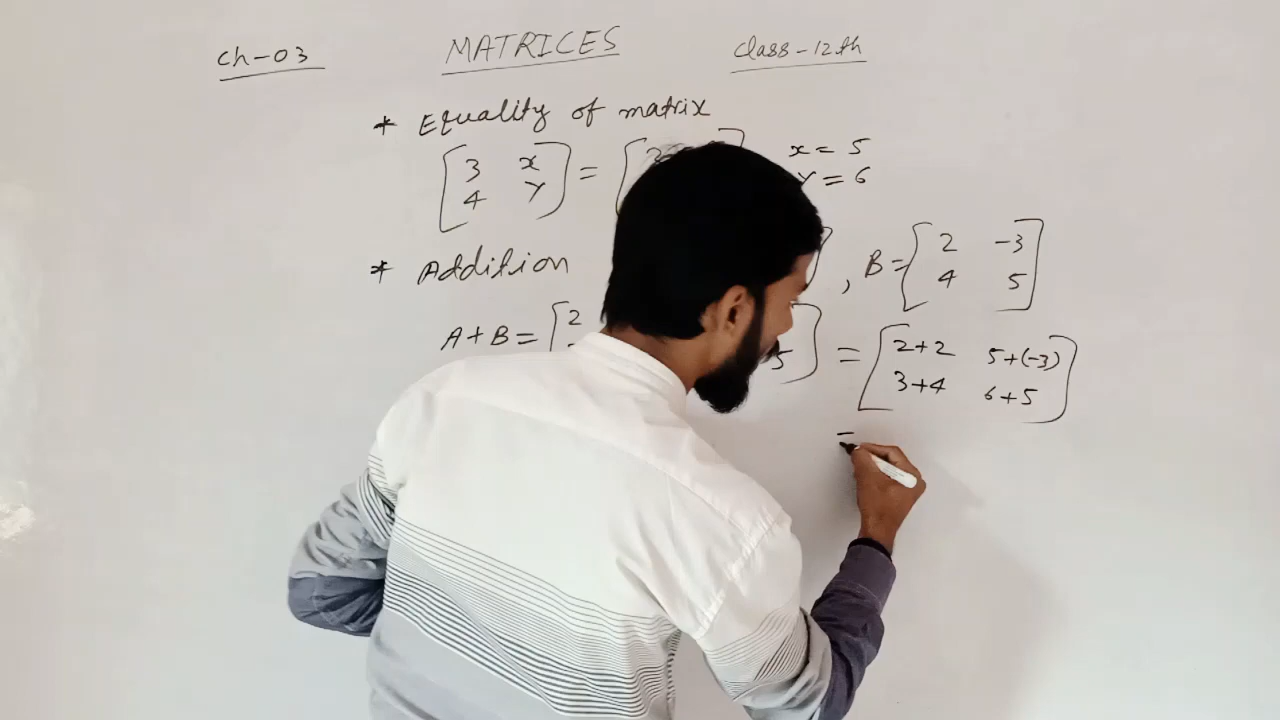 Ch-03 MATRICES Class-12th
* Equality of matrix
[3 x] = [ x = 5
4 y y = 6
* Addition , B = [2 -3]
4 5
A+B = [2 ] = [2+2 5+(-3)]
5 3+4 6+5
=